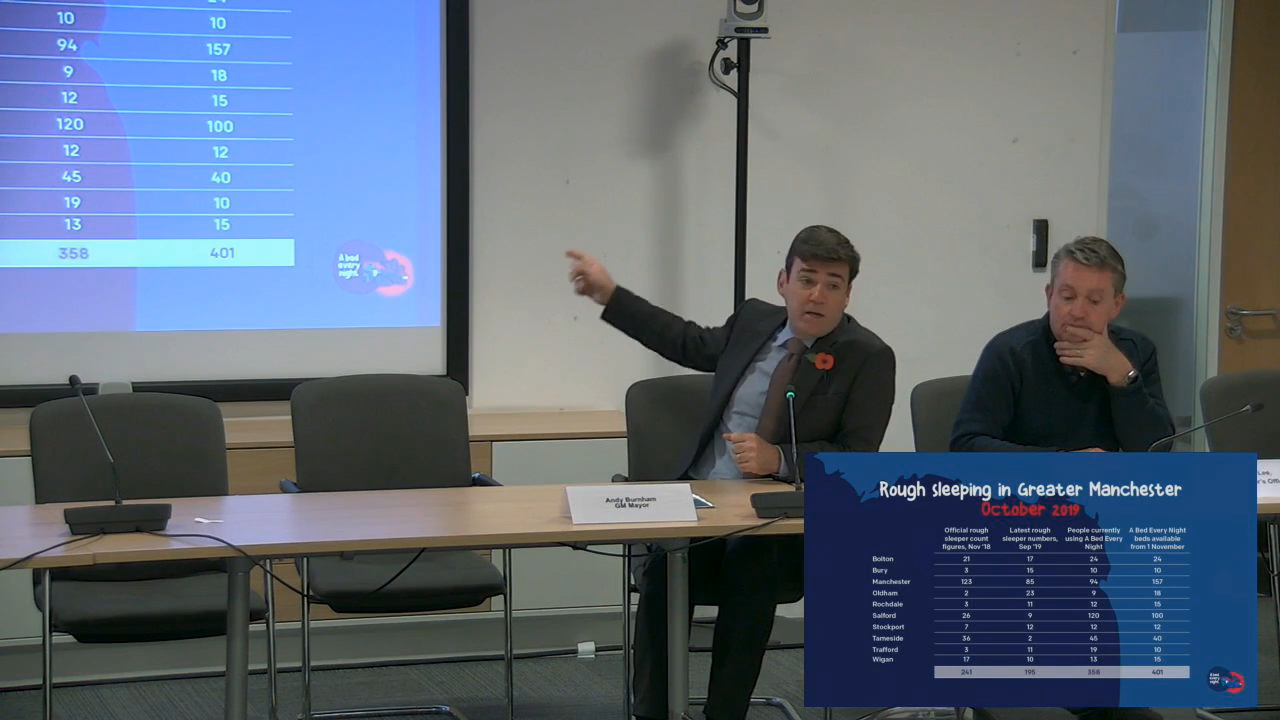 10 10
94 157
9 18
12 15
120 100
12 12
45 40
19 10
13 15
358 401
A bed
every
night.
Andy Burnham
GM Mayor
Lee,
Rough sleeping in Greater Manchester
October 2019
Official rough sleeper count figures, Nov '18
Latest rough sleeper numbers, Sep '19
People currently using A Bed Every Night
A Bed Every Night beds available from 1 November
Bolton 21 17 24 24
Bury 3 15 10 10
Manchester 123 85 94 157
Oldham 2 23 9 18
Rochdale 3 11 12 15
Salford 26 9 120 100
Stockport 7 12 12 12
Tameside 36 2 45 40
Trafford 3 11 19 10
Wigan 17 10 13 15
241 195 358 401
A bed
every
night.